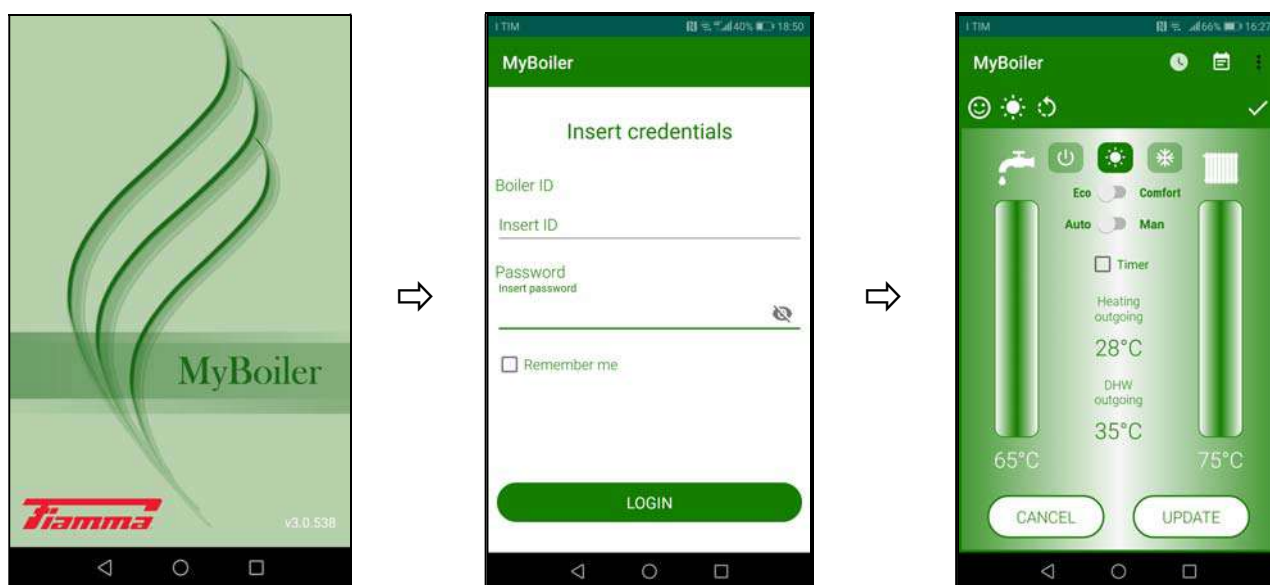 MyBoiler
Fiamma
v3.0.538
I TIM 40% 18:50
MyBoiler
Insert credentials
Boiler ID
Insert ID
Password
Insert password
Remember me
LOGIN
I TIM 66% 16:27
MyBoiler
Eco Comfort
Auto Man
Timer
Heating
outgoing
28°C
DHW
outgoing
35°C
65°C 75°C
CANCEL UPDATE